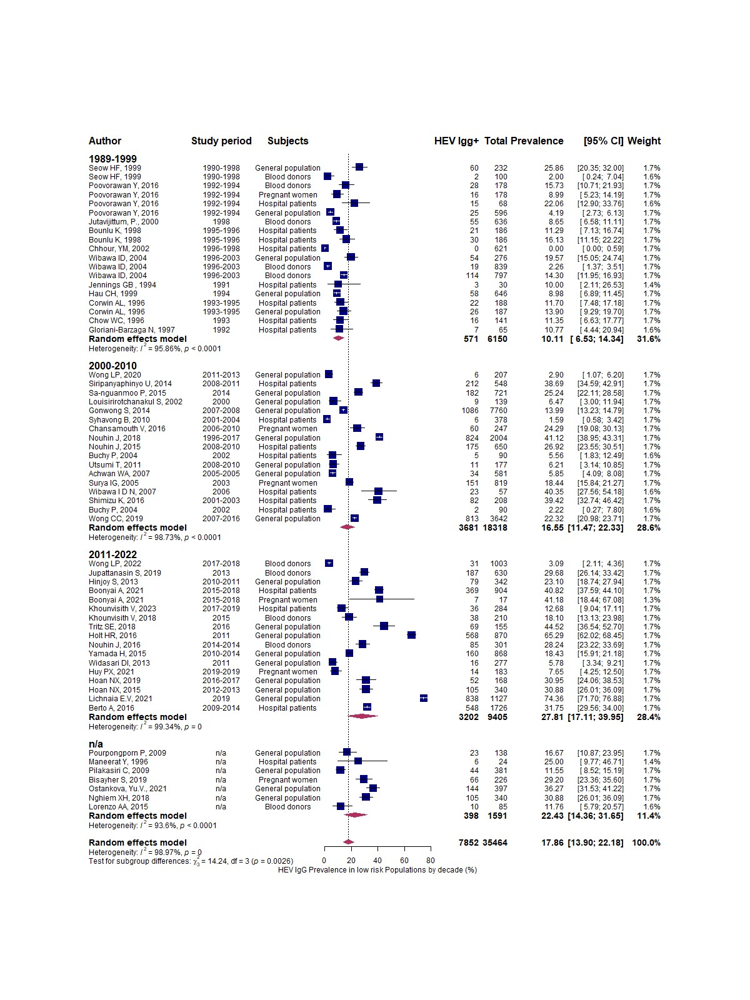 Author Study period Subjects HEV Igg+ Total Prevalence [95% CI] Weight
1989-1999
Seow HF, 1999 1990-1998 General population 60 232 25.86 [20.35; 32.00] 1.7%
Seow HF, 1999 1990-1998 Blood donors 2 100 2.00 [ 0.24; 7.04] 1.6%
Poovorawan Y, 2016 1992-1994 Blood donors 28 178 15.73 [10.71; 21.93] 1.7%
Poovorawan Y, 2016 1992-1994 Pregnant women 16 178 8.99 [ 5.23; 14.19] 1.7%
Poovorawan Y, 2016 1992-1994 Hospital patients 15 68 22.06 [12.90; 33.76] 1.6%
Poovorawan Y, 2016 1992-1994 General population 25 596 4.19 [ 2.73; 6.13] 1.7%
Jutavijittum, P., 2000 1998 Blood donors 55 636 8.65 [ 6.58; 11.11] 1.7%
Bounlu K, 1998 1995-1996 Hospital patients 21 186 11.29 [ 7.13; 16.74] 1.7%
Bounlu K, 1998 1995-1996 Hospital patients 30 186 16.13 [11.15; 22.22] 1.7%
Chhour, YM, 2002 1996-1998 Hospital patients 0 621 0.00 [ 0.00; 0.59] 1.7%
Wibawa ID, 2004 1996-2003 General population 54 276 19.57 [15.05; 24.74] 1.7%
Wibawa ID, 2004 1996-2003 Blood donors 19 839 2.26 [ 1.37; 3.51] 1.7%
Wibawa ID, 2004 1996-2003 Blood donors 114 797 14.30 [11.95; 16.93] 1.7%
Jennings GB , 1994 1991 Hospital patients 3 30 10.00 [ 2.11; 26.53] 1.4%
Hau CH, 1999 1994 General population 58 646 8.98 [ 6.89; 11.45] 1.7%
Corwin AL, 1996 1993-1995 Hospital patients 22 188 11.70 [ 7.48; 17.18] 1.7%
Corwin AL, 1996 1993-1995 General population 26 187 13.90 [ 9.29; 19.70] 1.7%
Chow WC, 1996 1993 Hospital patients 16 141 11.35 [ 6.63; 17.77] 1.7%
Gloriani-Barzaga N, 1997 1992 Hospital patients 7 65 10.77 [ 4.44; 20.94] 1.6%
Random effects model 571 6150 10.11 [ 6.53; 14.34] 31.6%
Heterogeneity: I² = 95.86%, p < 0.0001
2000-2010
Wong LP, 2020 2011-2013 General population 6 207 2.90 [ 1.07; 6.20] 1.7%
Siripanyaphinyo U, 2014 2008-2011 Hospital patients 212 548 38.69 [34.59; 42.91] 1.7%
Sa-nguanmoo P, 2015 2014 General population 182 721 25.24 [22.11; 28.58] 1.7%
Louisirirotchanakul S, 2002 2000 General population 9 139 6.47 [ 3.00; 11.94] 1.7%
Gonwong S, 2014 2007-2008 General population 1086 7760 13.99 [13.23; 14.79] 1.7%
Syhavong B, 2010 2001-2004 Hospital patients 6 378 1.59 [ 0.58; 3.42] 1.7%
Chansamouth V, 2016 2006-2010 Pregnant women 60 247 24.29 [19.08; 30.13] 1.7%
Nouhin J, 2018 1996-2017 General population 824 2004 41.12 [38.95; 43.31] 1.7%
Nouhin J, 2015 2008-2010 Hospital patients 175 650 26.92 [23.55; 30.51] 1.7%
Buchy P, 2004 2002 Hospital patients 5 90 5.56 [ 1.83; 12.49] 1.6%
Utsumi T, 2011 2008-2010 General population 11 177 6.21 [ 3.14; 10.85] 1.7%
Achwan WA, 2007 2005-2005 General population 34 581 5.85 [ 4.09; 8.08] 1.7%
Surya IG, 2005 2003 Pregnant women 151 819 18.44 [15.84; 21.27] 1.7%
Wibawa I D N, 2007 2006 Hospital patients 23 57 40.35 [27.56; 54.18] 1.6%
Shimizu K, 2016 2001-2003 Hospital patients 82 208 39.42 [32.74; 46.42] 1.7%
Buchy P, 2004 2002 Hospital patients 2 90 2.22 [ 0.27; 7.80] 1.6%
Wong CC, 2019 2007-2016 General population 813 3642 22.32 [20.98; 23.71] 1.7%
Random effects model 3681 18318 16.55 [11.47; 22.33] 28.6%
Heterogeneity: I² = 98.73%, p < 0.0001
2011-2022
Wong LP, 2022 2017-2018 Blood donors 31 1003 3.09 [ 2.11; 4.36] 1.7%
Jupattanasin S, 2019 2013 Blood donors 187 630 29.68 [26.14; 33.42] 1.7%
Hinjoy S, 2013 2010-2011 General population 79 342 23.10 [18.74; 27.94] 1.7%
Boonyai A, 2021 2015-2018 Hospital patients 369 904 40.82 [37.59; 44.10] 1.7%
Boonyai A, 2021 2015-2018 Pregnant women 7 17 41.18 [18.44; 67.08] 1.3%
Khounvisith V, 2023 2017-2019 Hospital patients 36 284 12.68 [ 9.04; 17.11] 1.7%
Khounvisith V, 2018 2015 Blood donors 38 210 18.10 [13.13; 23.98] 1.7%
Tritz SE, 2018 2016 General population 69 155 44.52 [36.54; 52.70] 1.7%
Holt HR, 2016 2011 General population 568 870 65.29 [62.02; 68.45] 1.7%
Nouhin J, 2016 2014-2014 Blood donors 85 301 28.24 [23.22; 33.69] 1.7%
Yamada H, 2015 2010-2014 General population 160 868 18.43 [15.91; 21.18] 1.7%
Widasari DI, 2013 2011 General population 16 277 5.78 [ 3.34; 9.21] 1.7%
Huy PX, 2021 2019-2019 Pregnant women 14 183 7.65 [ 4.25; 12.50] 1.7%
Hoan NX, 2019 2016-2017 General population 52 168 30.95 [24.06; 38.53] 1.7%
Hoan NX, 2015 2012-2013 General population 105 340 30.88 [26.01; 36.09] 1.7%
Lichnaia E.V, 2021 2019 General population 838 1127 74.36 [71.70; 76.88] 1.7%
Berto A, 2016 2009-2014 Hospital patients 548 1726 31.75 [29.56; 34.00] 1.7%
Random effects model 3202 9405 27.81 [17.11; 39.95] 28.4%
Heterogeneity: I² = 99.34%, p = 0
n/a
Pourpongporn P, 2009 n/a General population 23 138 16.67 [10.87; 23.95] 1.7%
Maneerat Y, 1996 n/a Hospital patients 6 24 25.00 [ 9.77; 46.71] 1.4%
Pilakasiri C, 2009 n/a General population 44 381 11.55 [ 8.52; 15.19] 1.7%
Bisayher S, 2019 n/a Pregnant women 66 226 29.20 [23.36; 35.60] 1.7%
Ostankova, Yu.V., 2021 n/a General population 144 397 36.27 [31.53; 41.22] 1.7%
Nghiem XH, 2018 n/a General population 105 340 30.88 [26.01; 36.09] 1.7%
Lorenzo AA, 2015 n/a Blood donors 10 85 11.76 [ 5.79; 20.57] 1.6%
Random effects model 398 1591 22.43 [14.36; 31.65] 11.4%
Heterogeneity: I² = 93.6%, p < 0.0001
Random effects model 7852 35464 17.86 [13.90; 22.18] 100.0%
Heterogeneity: I² = 98.97%, p = 0
Test for subgroup differences: χ²₃ = 14.24, df = 3 (p = 0.0026)
0 20 40 60 80
HEV IgG Prevalence in low risk Populations by decade (%)